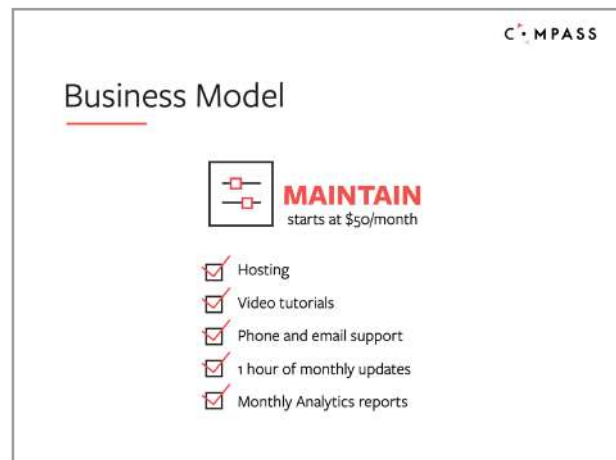 COMPASS
Business Model
MAINTAIN
starts at $50/month
Hosting
Video tutorials
Phone and email support
1 hour of monthly updates
Monthly Analytics reports